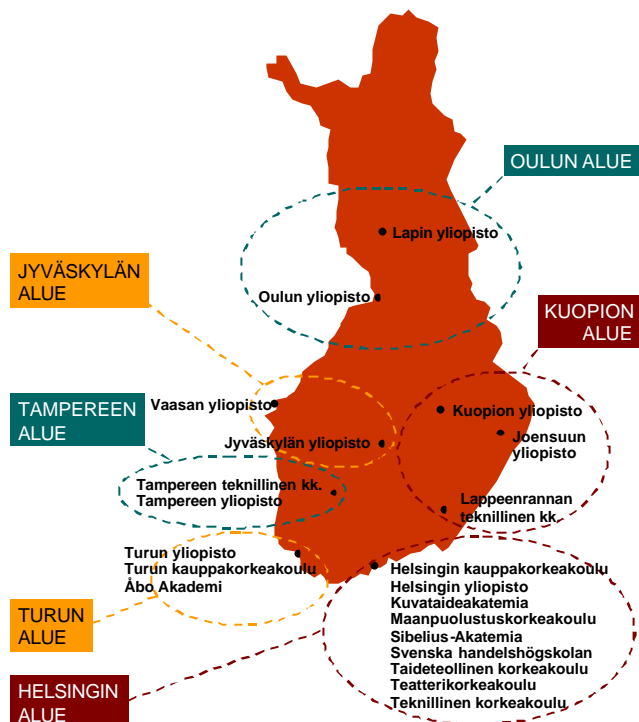 OULUN ALUE
Lapin yliopisto
JYVÄSKYLÄN
ALUE
Oulun yliopisto
KUOPION
ALUE
Vaasan yliopisto
TAMPEREEN
ALUE
Kuopion yliopisto
Jyväskylän yliopisto
Joensuun
yliopisto
Tampereen teknillinen kk.
Tampereen yliopisto
Lappeenrannan
teknillinen kk.
Turun yliopisto
Turun kauppakorkeakoulu
Åbo Akademi
Helsingin kauppakorkeakoulu
Helsingin yliopisto
Kuvataideakatemia
Maanpuolustuskorkeakoulu
Sibelius-Akatemia
Svenska handelshögskolan
Taideteollinen korkeakoulu
Teatterikorkeakoulu
Teknillinen korkeakoulu
TURUN
ALUE
HELSINGIN
ALUE